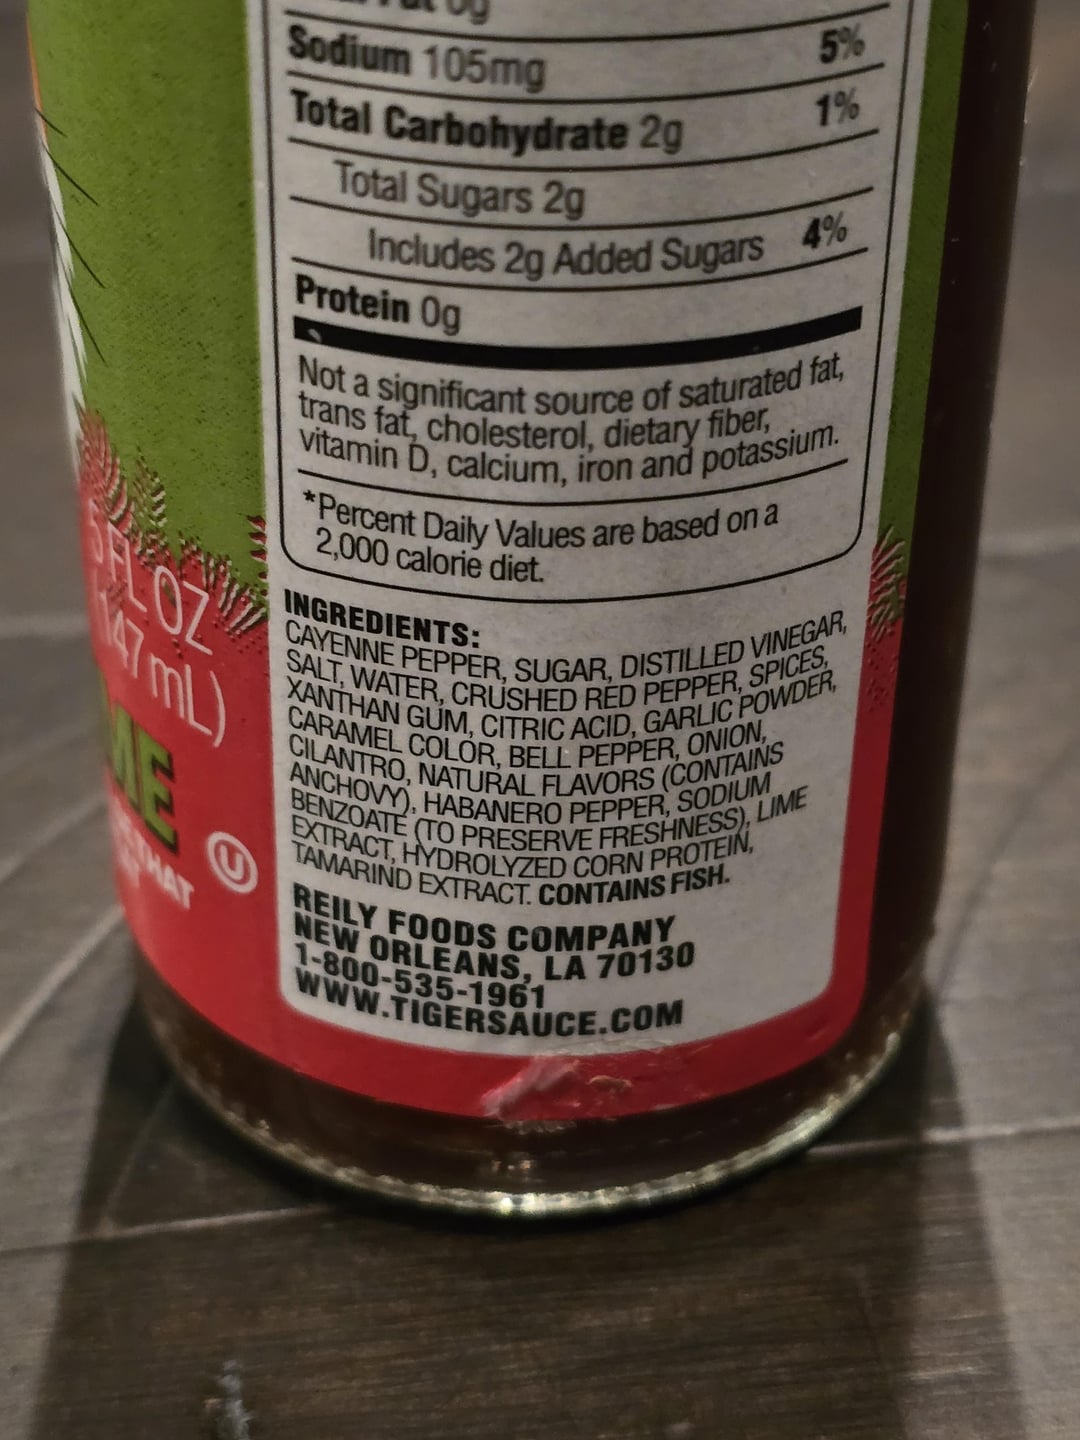 0g
Sodium 105mg 5%
Total Carbohydrate 2g 1%
Total Sugars 2g
Includes 2g Added Sugars 4%
Protein 0g
Not a significant source of saturated fat,
trans fat, cholesterol, dietary fiber,
vitamin D, calcium, iron and potassium.
*Percent Daily Values are based on a
2,000 calorie diet.
INGREDIENTS:
CAYENNE PEPPER, SUGAR, DISTILLED VINEGAR,
SALT, WATER, CRUSHED RED PEPPER, SPICES,
XANTHAN GUM, CITRIC ACID, GARLIC POWDER,
CARAMEL COLOR, BELL PEPPER, ONION,
CILANTRO, NATURAL FLAVORS (CONTAINS
ANCHOVY), HABANERO PEPPER, SODIUM
BENZOATE (TO PRESERVE FRESHNESS), LIME
EXTRACT, HYDROLYZED CORN PROTEIN,
TAMARIND EXTRACT. CONTAINS FISH.
REILY FOODS COMPANY
NEW ORLEANS, LA 70130
1-800-535-1961
WWW.TIGERSAUCE.COM
5 FL OZ
147 mL)
ME
THAT
U